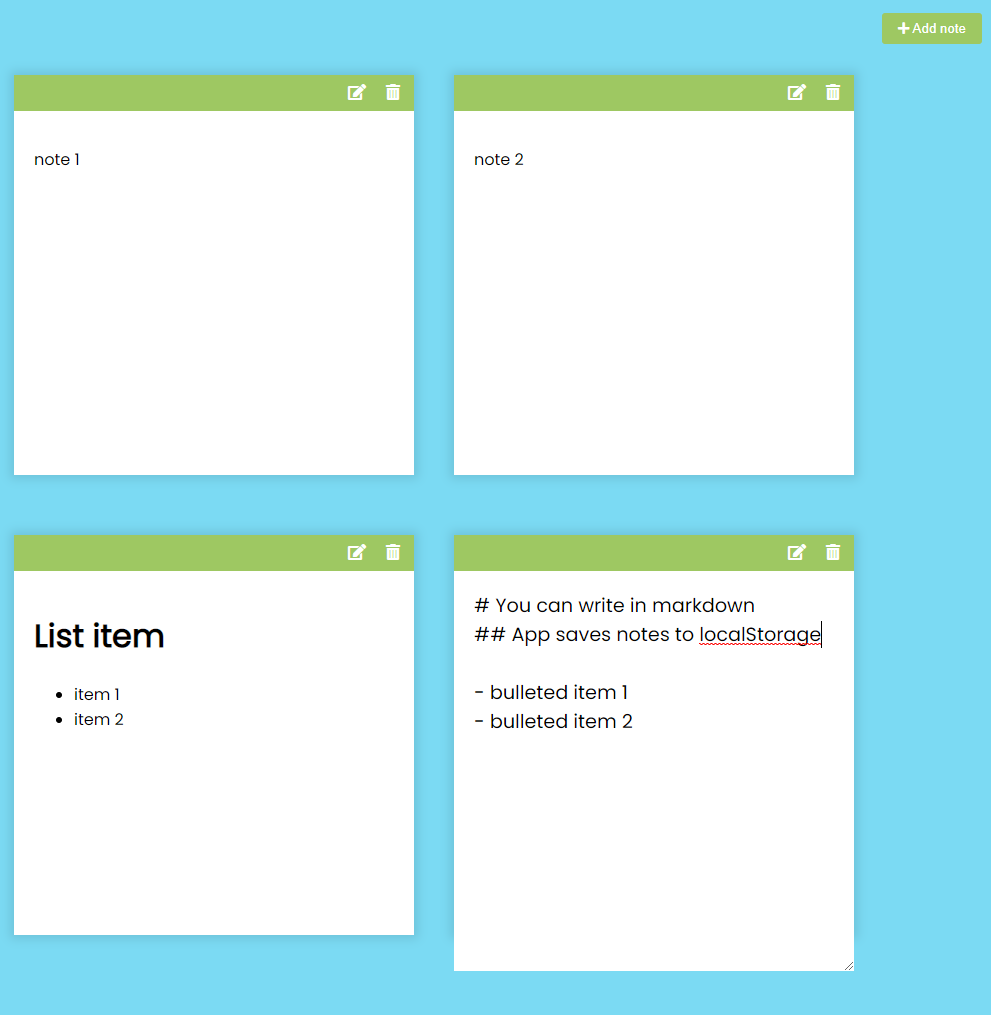 Add note
note 1
note 2
List item
item 1
item 2
# You can write in markdown
## App saves notes to localStorage
- bulleted item 1
- bulleted item 2